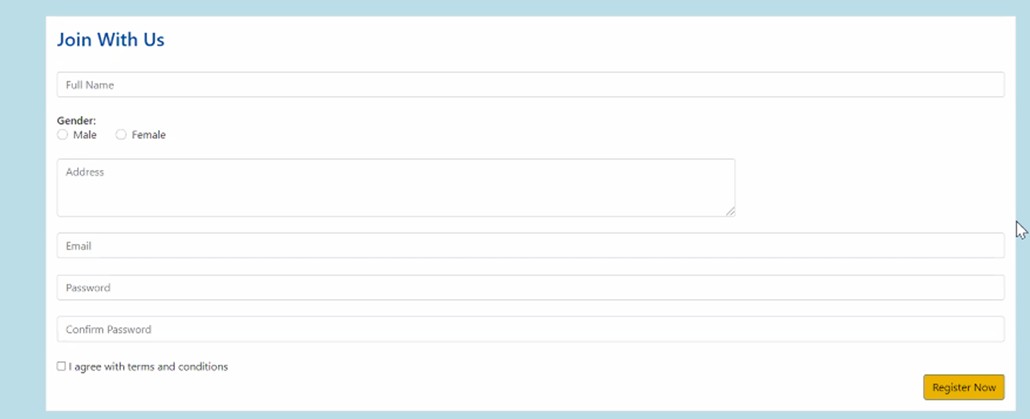 Join With Us
Full Name
Gender:
Male Female
Address
Email
Password
Confirm Password
I agree with terms and conditions
Register Now